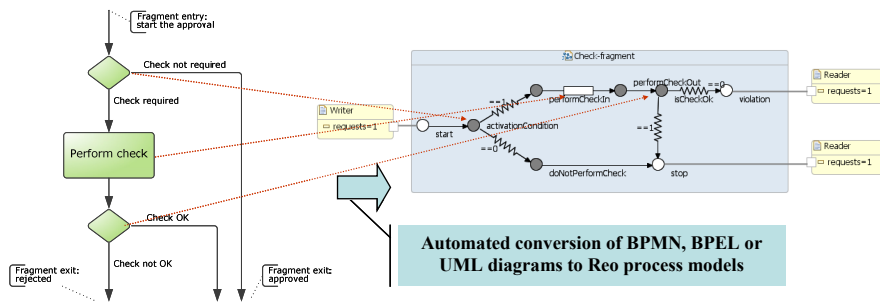 Fragment entry:
start the approval
Check not required
Check required
Perform check
Check OK
Check not OK
Fragment exit:
rejected
Fragment exit:
approved
Check-fragment
Writer
requests=1
start
activationCondition
==1
==0
performCheckIn
performCheckOut
==0
isCheckOk
violation
==1
doNotPerformCheck
stop
Reader
requests=1
Reader
requests=1
Automated conversion of BPMN, BPEL or
UML diagrams to Reo process models